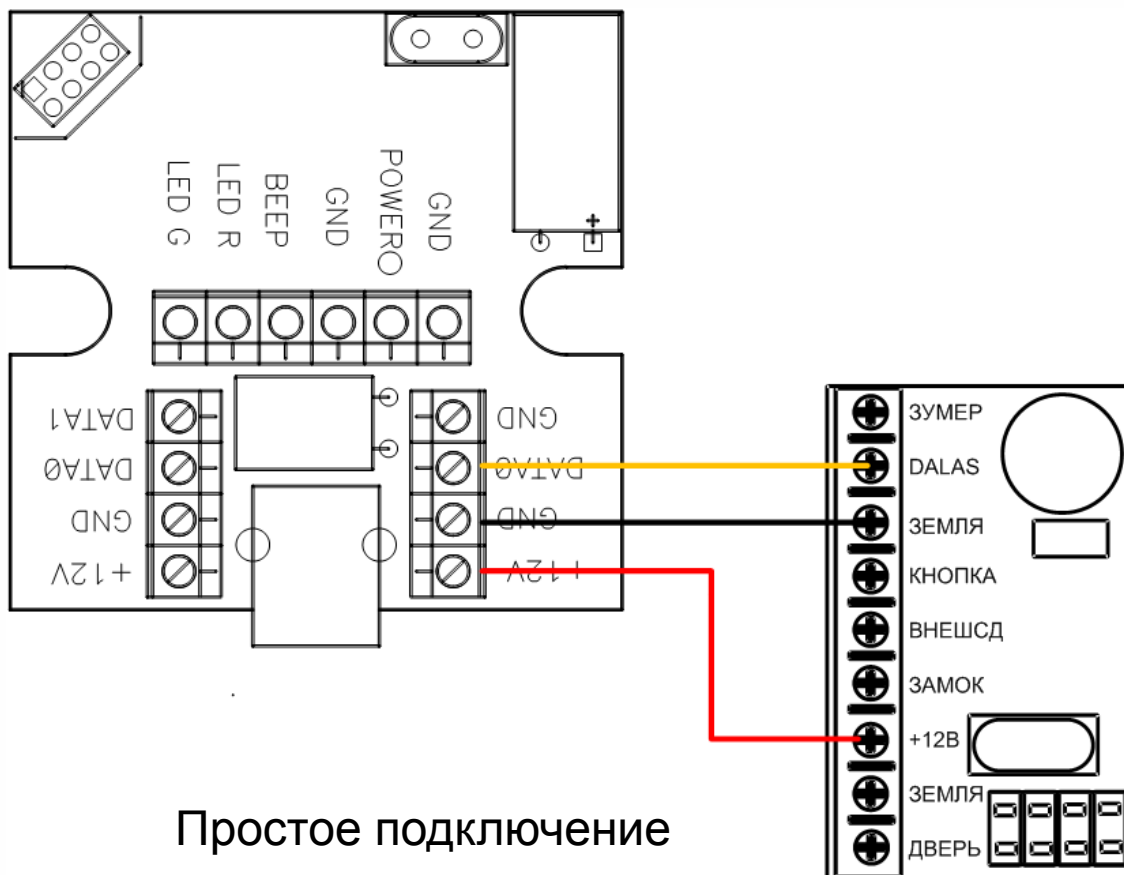 LED G
LED R
BEEP
GND
POWERO
GND
+
DATA1
DATA0
GND
+12V
GND
DATA0
GND
+12V
ЗУМЕР
DALAS
ЗЕМЛЯ
КНОПКА
ВНЕШСД
ЗАМОК
+12В
ЗЕМЛЯ
ДВЕРЬ
Простое подключение